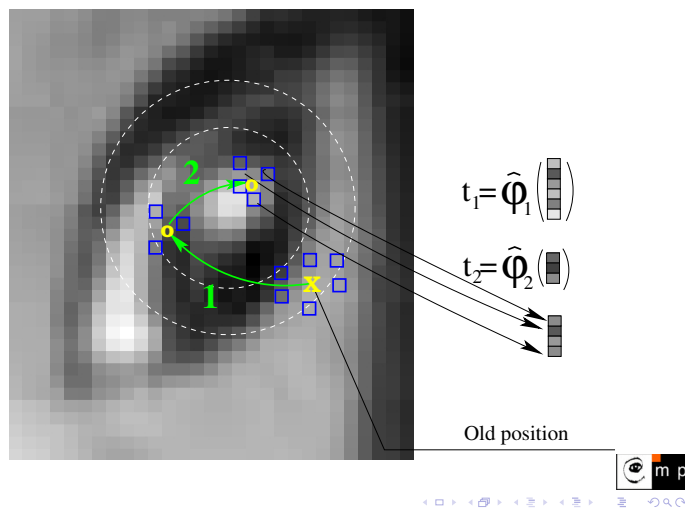 2
1
o
o
x
t₁=φ̂₁( )
t₂=φ̂₂( )
Old position
m p